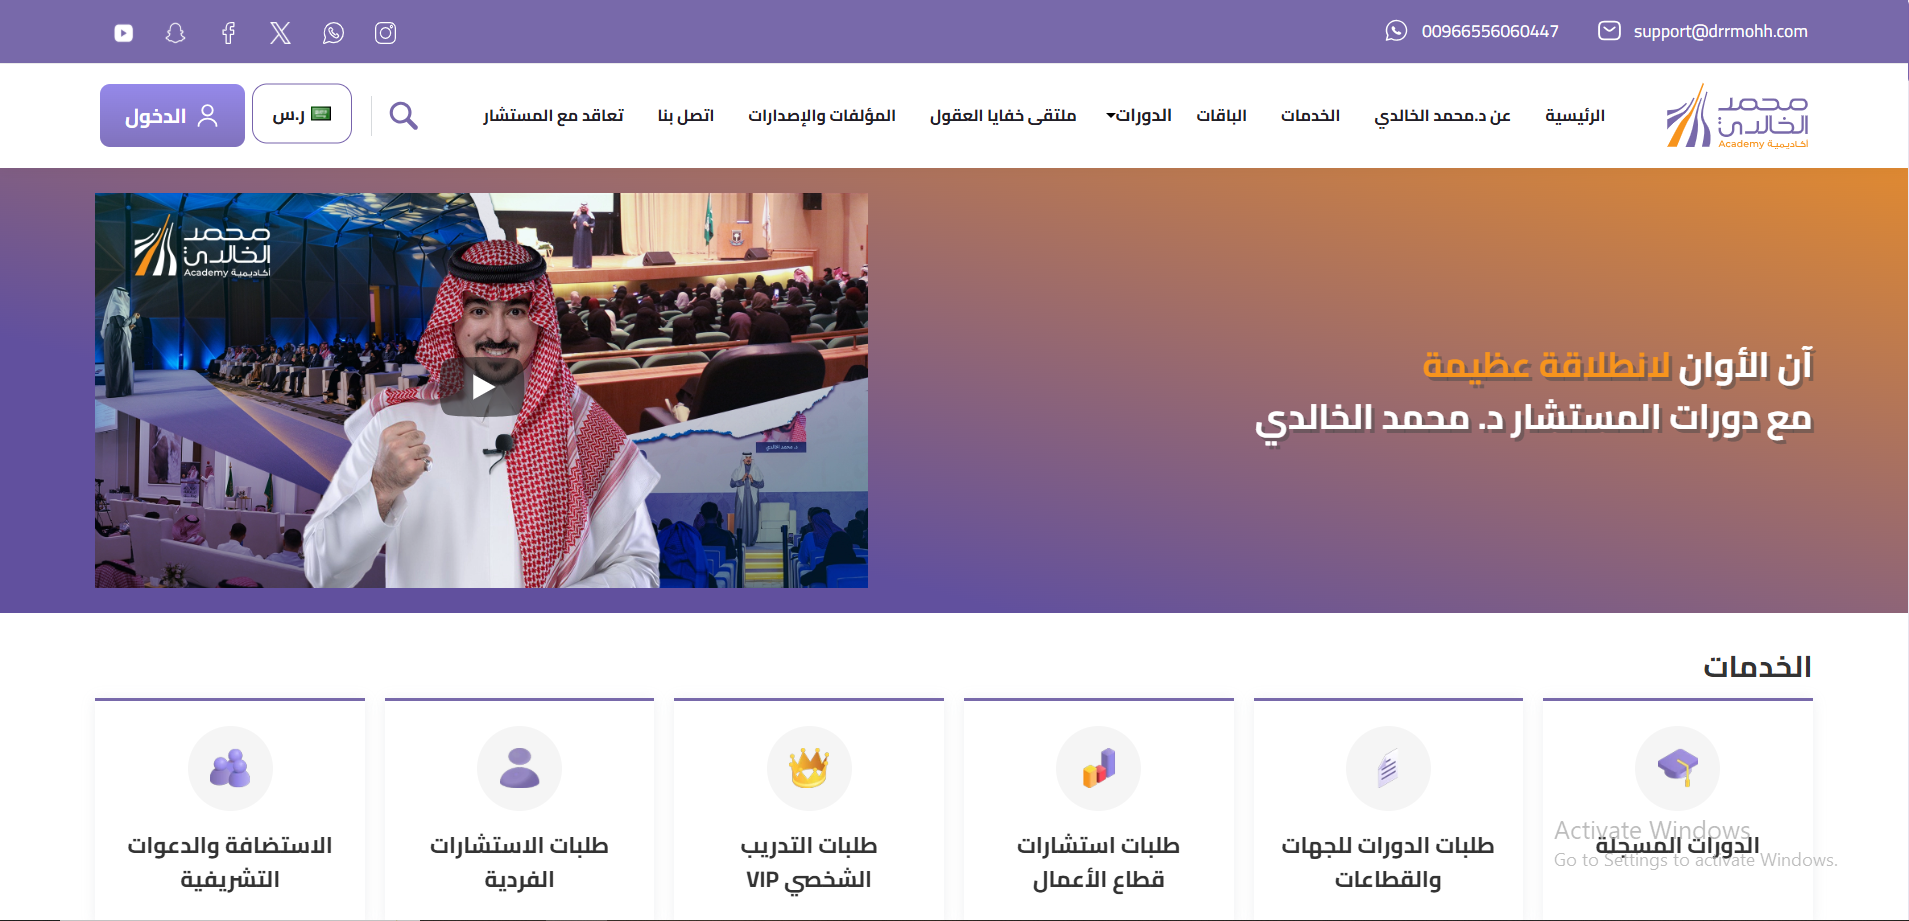 support@drrmohh.com
00966556060447
محمد
الخالدي
أكاديمية Academy
الرئيسية
عن د.محمد الخالدي
الخدمات
الباقات
الدورات
ملتقى خفايا العقول
المؤلفات والإصدارات
اتصل بنا
تعاقد مع المستشار
ر.س
الدخول
آن الأوان لانطلاقة عظيمة
مع دورات المستشار د. محمد الخالدي
محمد
الخالدي
أكاديمية Academy
د. محمد الخالدي
الخدمات
الدورات المسجلة
طلبات الدورات للجهات
والقطاعات
طلبات استشارات
قطاع الأعمال
طلبات التدريب
الشخصي VIP
طلبات الاستشارات
الفردية
الاستضافة والدعوات
التشريفية
Activate Windows
Go to Settings to activate Windows.